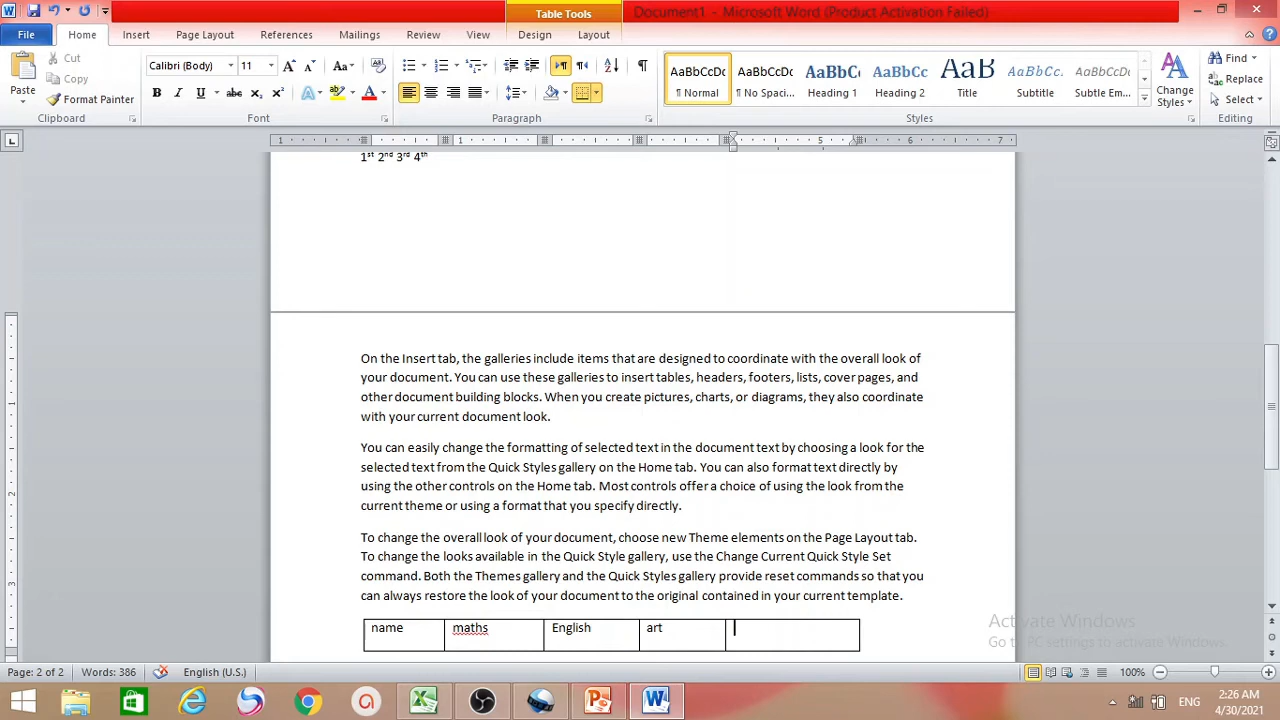 Table Tools
Document1 - Microsoft Word (Product Activation Failed)
File Home Insert Page Layout References Mailings Review View Design Layout
Cut
Copy
Format Painter
Paste
Clipboard
Calibri (Body) 11
Font
Paragraph
AaBbCcDc AaBbCcDc AaBbC AaBbCc AaB AaBbCc. AaBbCcDc
¶ Normal ¶ No Spaci... Heading 1 Heading 2 Title Subtitle Subtle Em...
Change Styles
Styles
Find
Replace
Select
Editing
1 1 5 6 7
1st 2nd 3rd 4th
On the Insert tab, the galleries include items that are designed to coordinate with the overall look of
your document. You can use these galleries to insert tables, headers, footers, lists, cover pages, and
other document building blocks. When you create pictures, charts, or diagrams, they also coordinate
with your current document look.
You can easily change the formatting of selected text in the document text by choosing a look for the
selected text from the Quick Styles gallery on the Home tab. You can also format text directly by
using the other controls on the Home tab. Most controls offer a choice of using the look from the
current theme or using a format that you specify directly.
To change the overall look of your document, choose new Theme elements on the Page Layout tab.
To change the looks available in the Quick Style gallery, use the Change Current Quick Style Set
command. Both the Themes gallery and the Quick Styles gallery provide reset commands so that you
can always restore the look of your document to the original contained in your current template.
name maths English art
Activate Windows
Go to PC settings to activate Windows.
Page: 2 of 2 Words: 386 English (U.S.) 100%
ENG
2:26 AM
4/30/2021